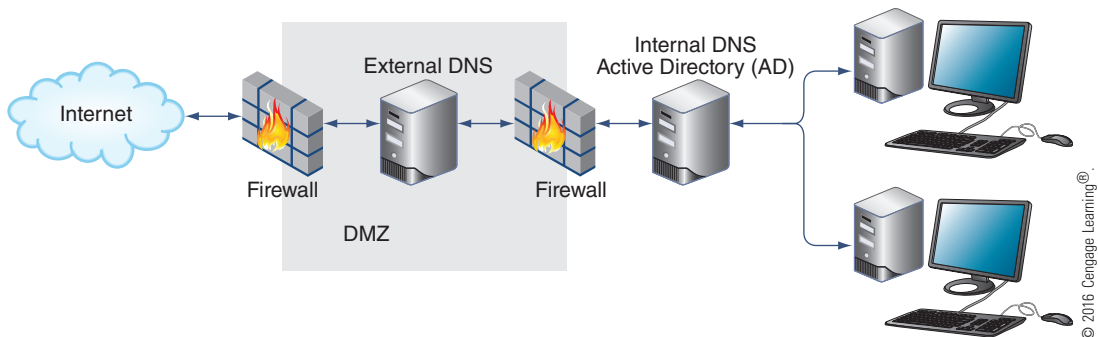 Internet
Firewall
External DNS
DMZ
Firewall
Internal DNS
Active Directory (AD)
© 2016 Cengage Learning®.